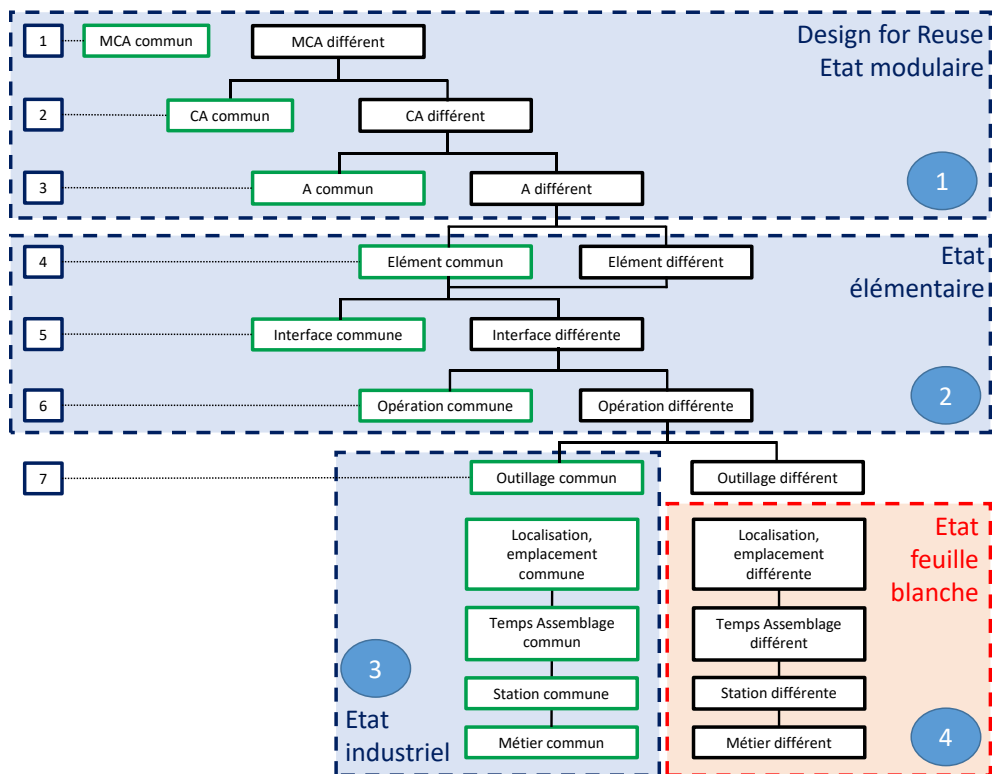 1
MCA commun
MCA différent
Design for Reuse
Etat modulaire
2
CA commun
CA différent
3
A commun
A différent
1
4
Elément commun
Elément différent
Etat
élémentaire
5
Interface commune
Interface différente
6
Opération commune
Opération différente
2
7
Outillage commun
Outillage différent
Localisation,
emplacement
commune
Localisation,
emplacement
différente
Etat
feuille
blanche
Temps Assemblage
commun
Temps Assemblage
différent
3
Station commune
Station différente
Etat
industriel
Métier commun
Métier différent
4